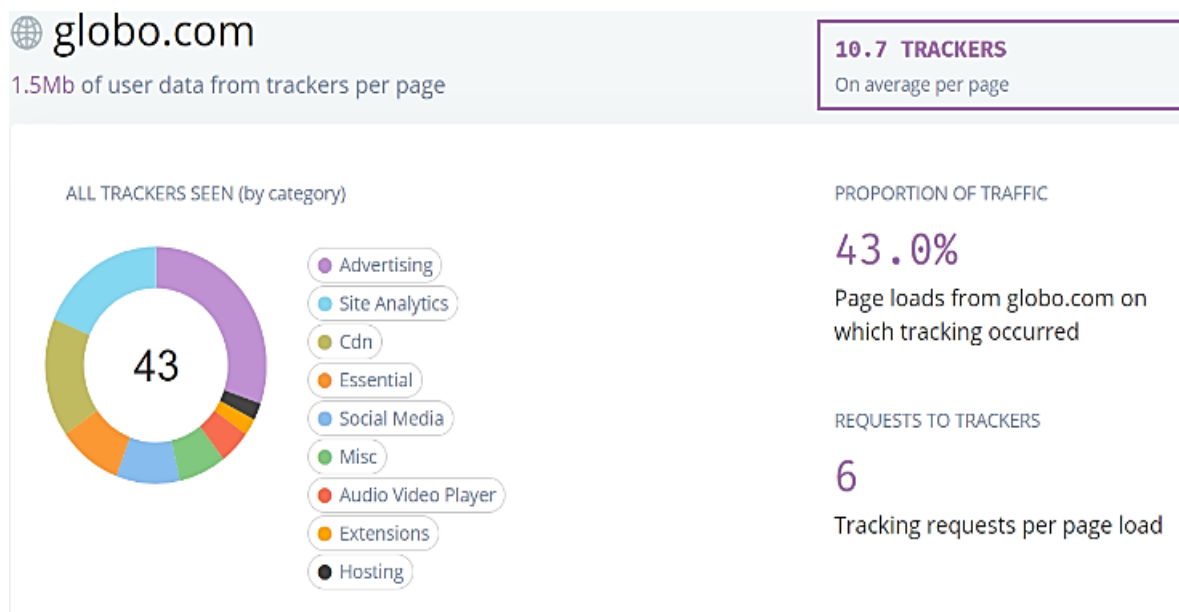 globo.com
1.5Mb of user data from trackers per page
10.7 TRACKERS
On average per page
ALL TRACKERS SEEN (by category)
43
Advertising
Site Analytics
Cdn
Essential
Social Media
Misc
Audio Video Player
Extensions
Hosting
PROPORTION OF TRAFFIC
43.0%
Page loads from globo.com on
which tracking occurred
REQUESTS TO TRACKERS
6
Tracking requests per page load